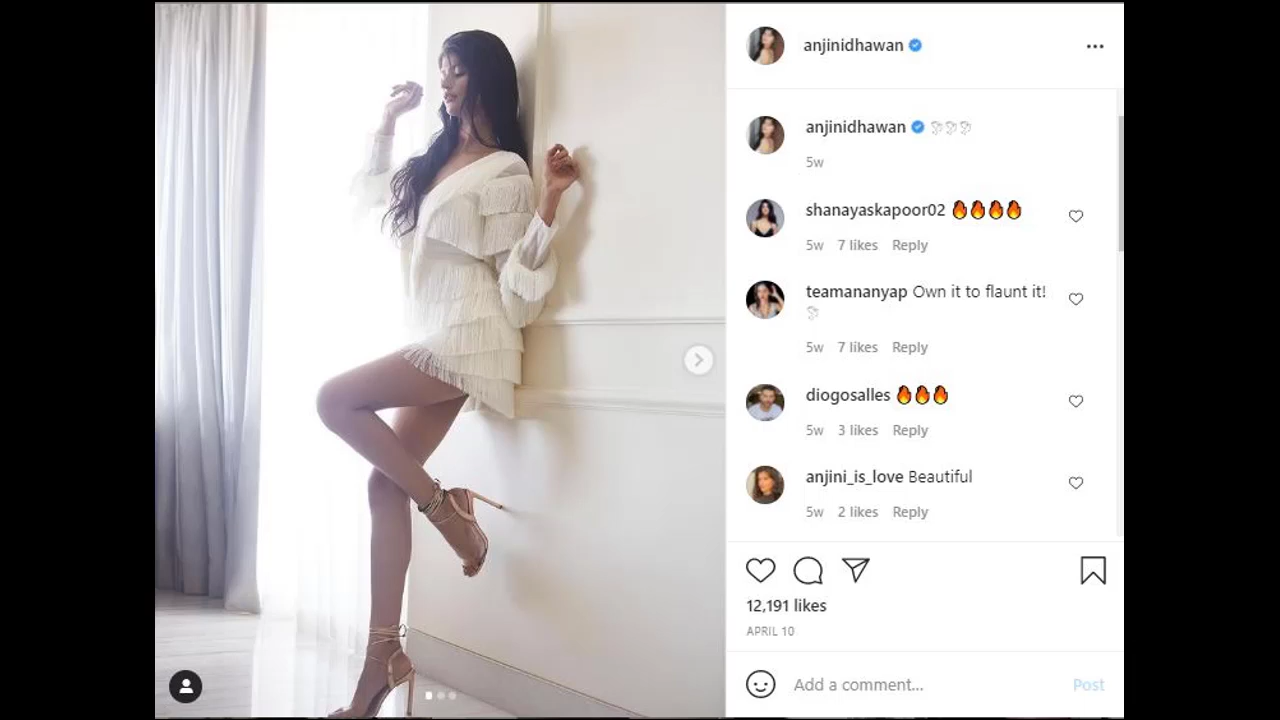 anjinidhawan
anjinidhawan
5w
shanayaskapoor02 🔥🔥🔥🔥
5w 7 likes Reply
teamananyap Own it to flaunt it!
5w 7 likes Reply
diogosalles 🔥🔥🔥
5w 3 likes Reply
anjini_is_love Beautiful
5w 2 likes Reply
12,191 likes
APRIL 10
Add a comment... Post